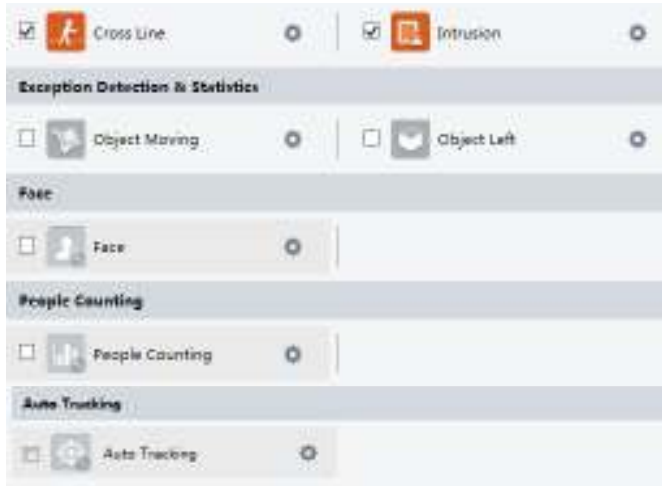 Cross Line
Intrusion
Exception Detection & Statistics
Object Moving
Object Left
Face
Face
People Counting
People Counting
Auto Tracking
Auto Tracking